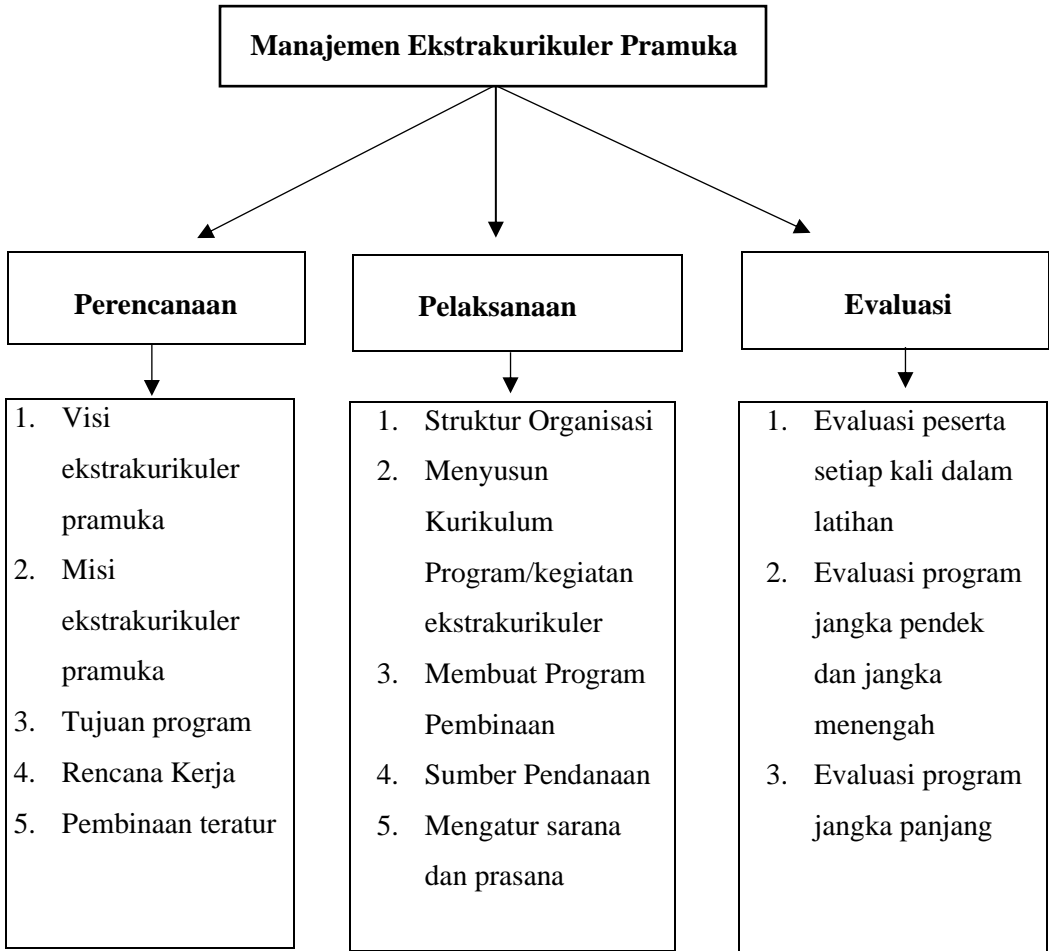 Manajemen Ekstrakurikuler Pramuka
Perencanaan
Pelaksanaan
Evaluasi
1. Visi
ekstrakurikuler
pramuka
2. Misi
ekstrakurikuler
pramuka
3. Tujuan program
4. Rencana Kerja
5. Pembinaan teratur
1. Struktur Organisasi
2. Menyusun
Kurikulum
Program/kegiatan
ekstrakurikuler
3. Membuat Program
Pembinaan
4. Sumber Pendanaan
5. Mengatur sarana
dan prasana
1. Evaluasi peserta
setiap kali dalam
latihan
2. Evaluasi program
jangka pendek
dan jangka
menengah
3. Evaluasi program
jangka panjang